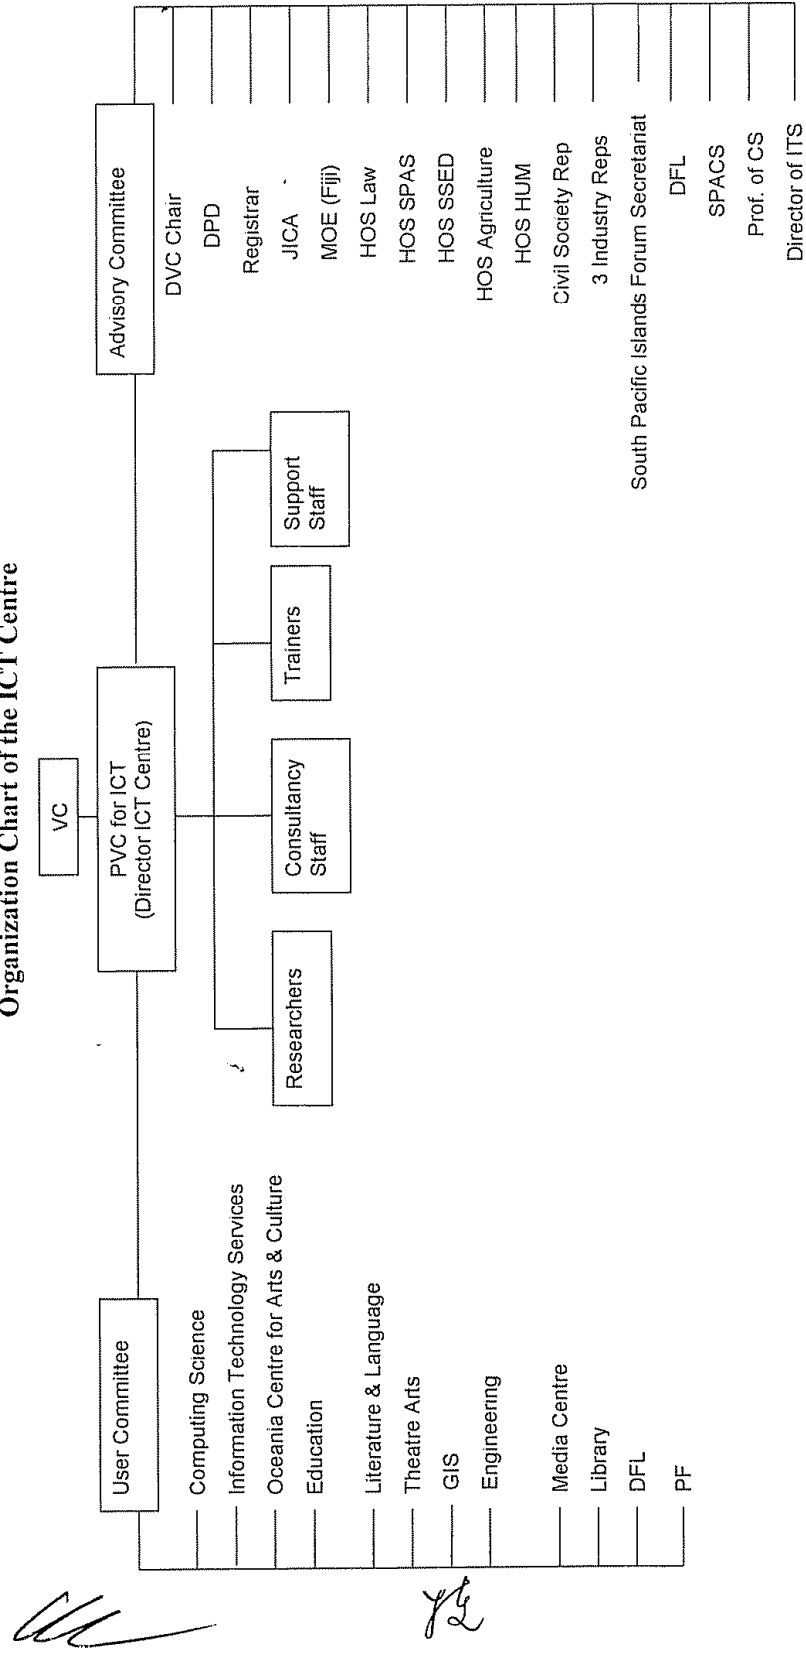 Organization Chart of the ICT Centre
VC
PVC for ICT
(Director ICT Centre)
User Committee
Computing Science
Information Technology Services
Oceania Centre for Arts & Culture
Education
Literature & Language
Theatre Arts
GIS
Engineering
Media Centre
Library
DFL
PF
Researchers
Consultancy
Staff
Trainers
Support
Staff
Advisory Committee
DVC Chair
DPD
Registrar
JICA
MOE (Fiji)
HOS Law
HOS SPAS
HOS SSED
HOS Agriculture
HOS HUM
Civil Society Rep
3 Industry Reps
South Pacific Islands Forum Secretariat
DFL
SPACS
Prof. of CS
Director of ITS